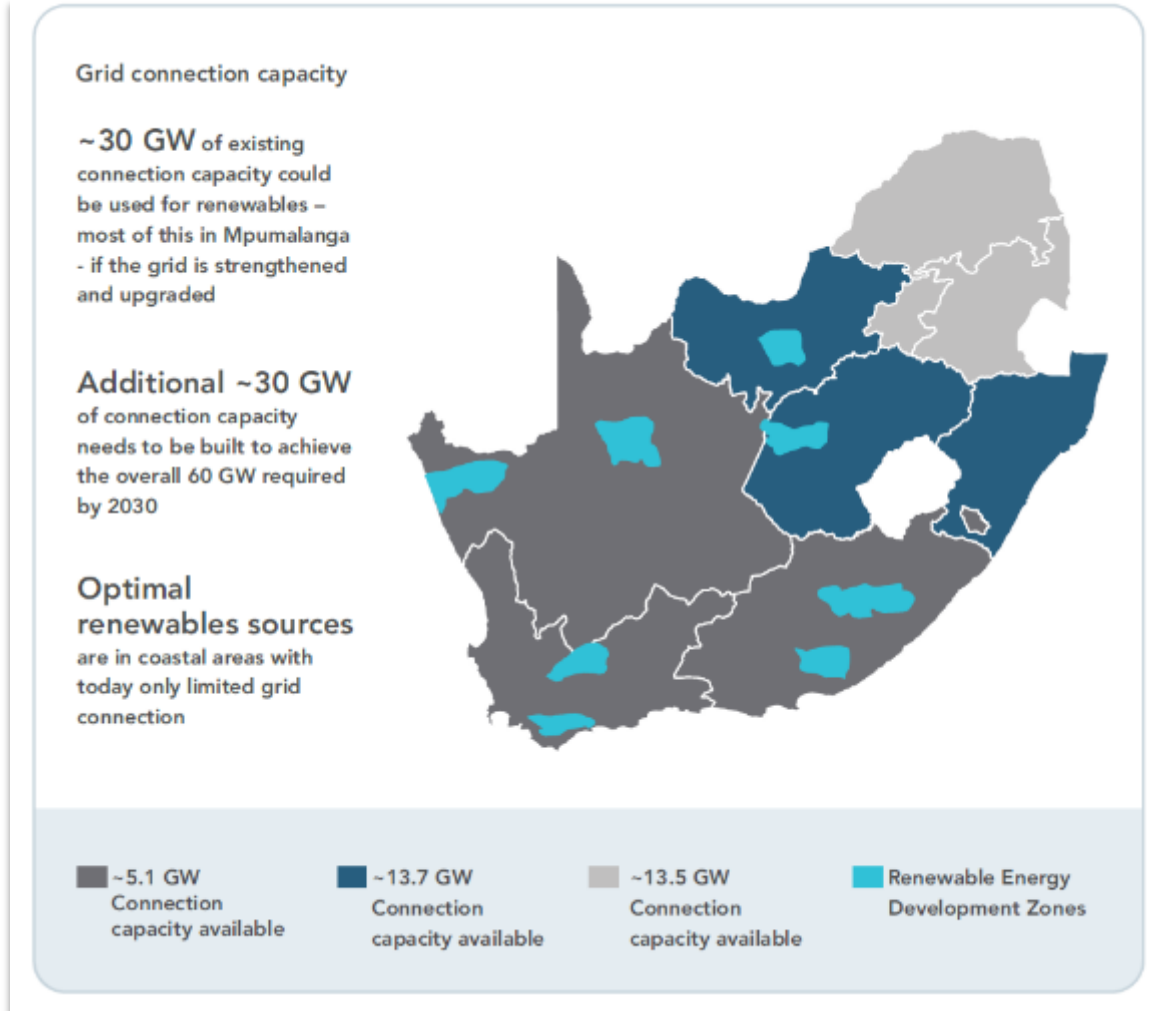 Grid connection capacity
~30 GW of existing
connection capacity could
be used for renewables –
most of this in Mpumalanga
- if the grid is strengthened
and upgraded
Additional ~30 GW
of connection capacity
needs to be built to achieve
the overall 60 GW required
by 2030
Optimal
renewables sources
are in coastal areas with
today only limited grid
connection
~5.1 GW
Connection
capacity available
~13.7 GW
Connection
capacity available
~13.5 GW
Connection
capacity available
Renewable Energy
Development Zones